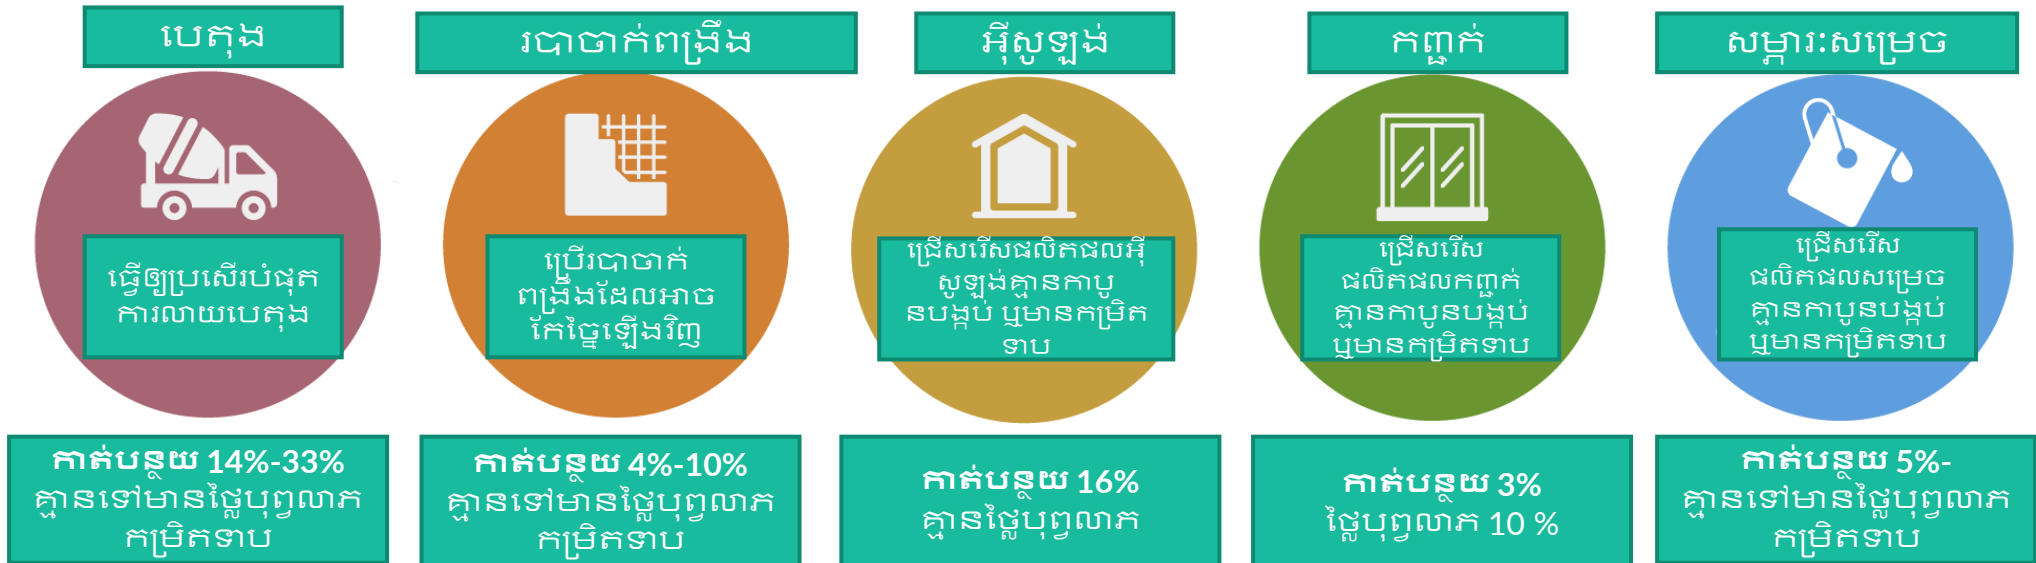 បេតុង
ធ្វើឲ្យប្រសើរបំផុត
ការលាយបេតុង
កាត់បន្ថយ 14%-33%
គ្មានទៅមានថ្លៃបុព្វលាភ
កម្រិតទាប
របាចាក់ពង្រឹង
ប្រើរបាចាក់
ពង្រឹងដែលអាច
កែច្នៃឡើងវិញ
កាត់បន្ថយ 4%-10%
គ្មានទៅមានថ្លៃបុព្វលាភ
កម្រិតទាប
អ៊ីសូឡង់
ជ្រើសរើសផលិតផលអ៊ី
សូឡង់គ្មានកាបូ
នបង្កប់ ឬមានកម្រិត
ទាប
កាត់បន្ថយ 16%
គ្មានថ្លៃបុព្វលាភ
កញ្ចក់
ជ្រើសរើស
ផលិតផលកញ្ចក់
គ្មានកាបូនបង្កប់
ឬមានកម្រិតទាប
កាត់បន្ថយ 3%
ថ្លៃបុព្វលាភ 10 %
សម្ភារៈសម្រេច
ជ្រើសរើស
ផលិតផលសម្រេច
គ្មានកាបូនបង្កប់
ឬមានកម្រិតទាប
កាត់បន្ថយ 5%-
គ្មានទៅមានថ្លៃបុព្វលាភ
កម្រិតទាប